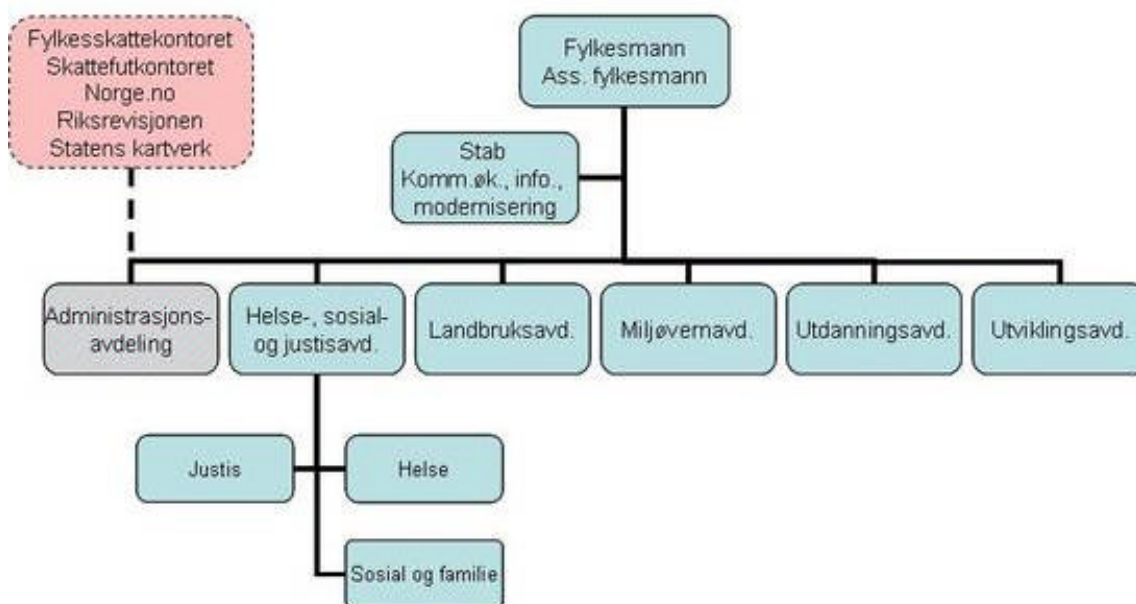 Fylkesskattekontoret
Skattefutkontoret
Norge.no
Riksrevisjonen
Statens kartverk
Fylkesmann
Ass. fylkesmann
Stab
Komm.øk., info.,
modernisering
Administrasjons-
avdeling
Helse-, sosial-
og justisavd.
Landbruksavd.
Miljøvernavd.
Utdanningsavd.
Utviklingsavd.
Justis
Helse
Sosial og familie